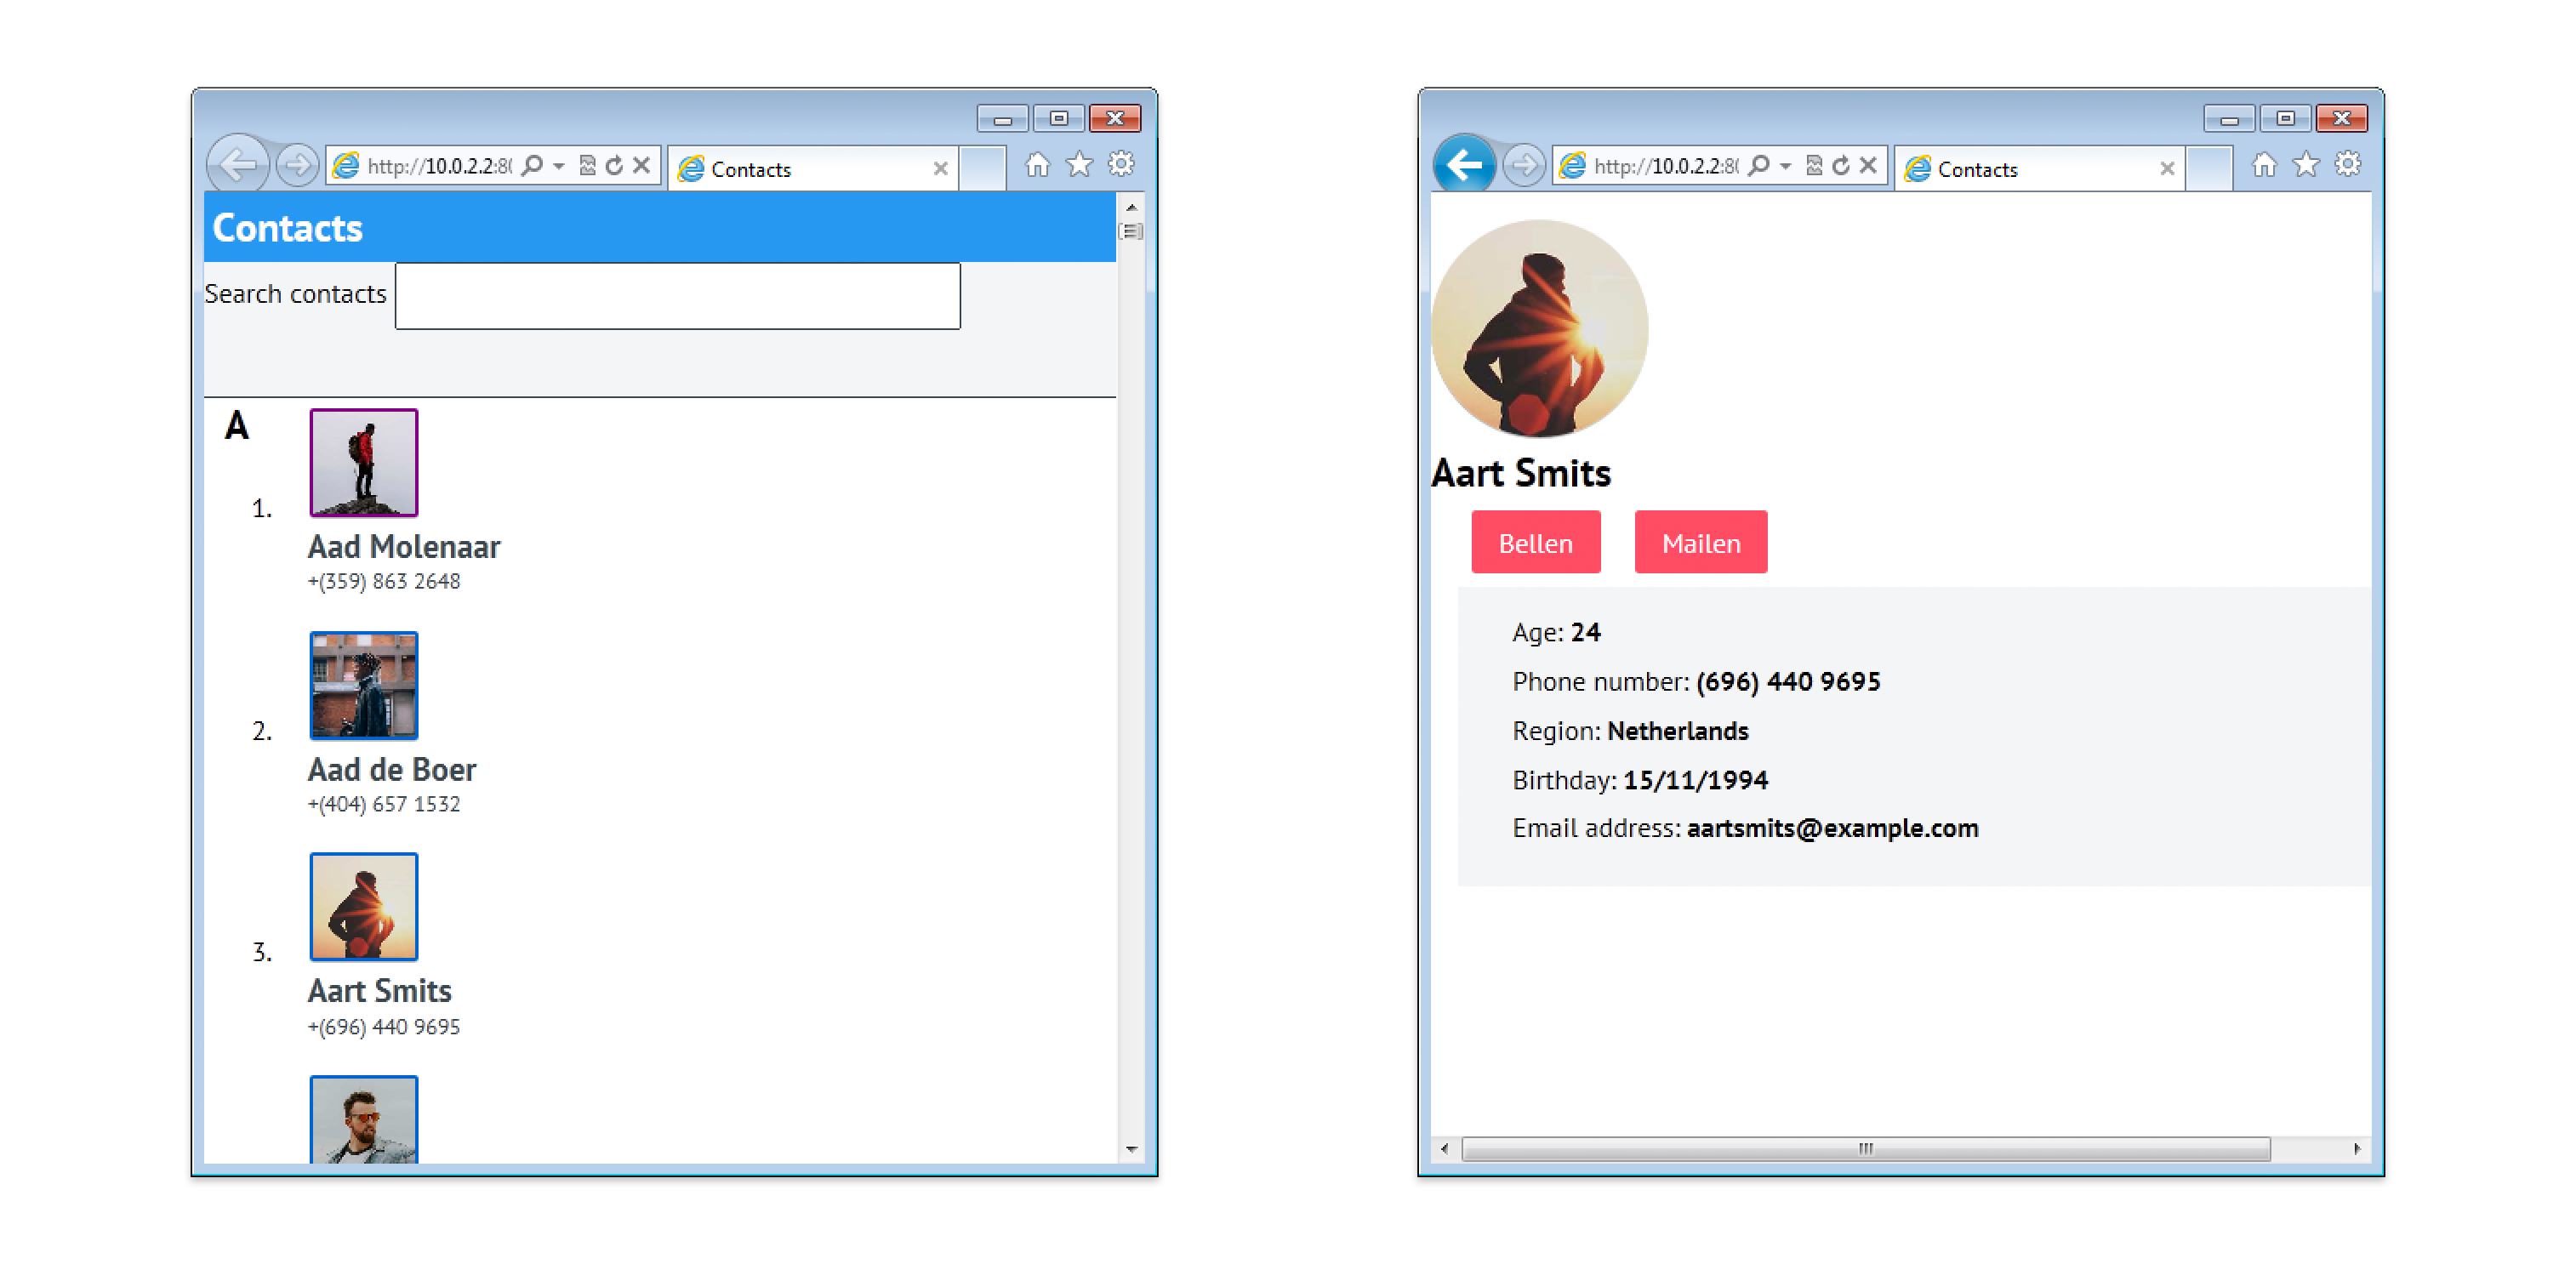 http://10.0.2.2:8
Contacts
Contacts
Search contacts
A
1.
Aad Molenaar
+(359) 863 2648
2.
Aad de Boer
+(404) 657 1532
3.
Aart Smits
+(696) 440 9695
http://10.0.2.2:8
Contacts
Aart Smits
Bellen
Mailen
Age: 24
Phone number: (696) 440 9695
Region: Netherlands
Birthday: 15/11/1994
Email address: aartsmits@example.com